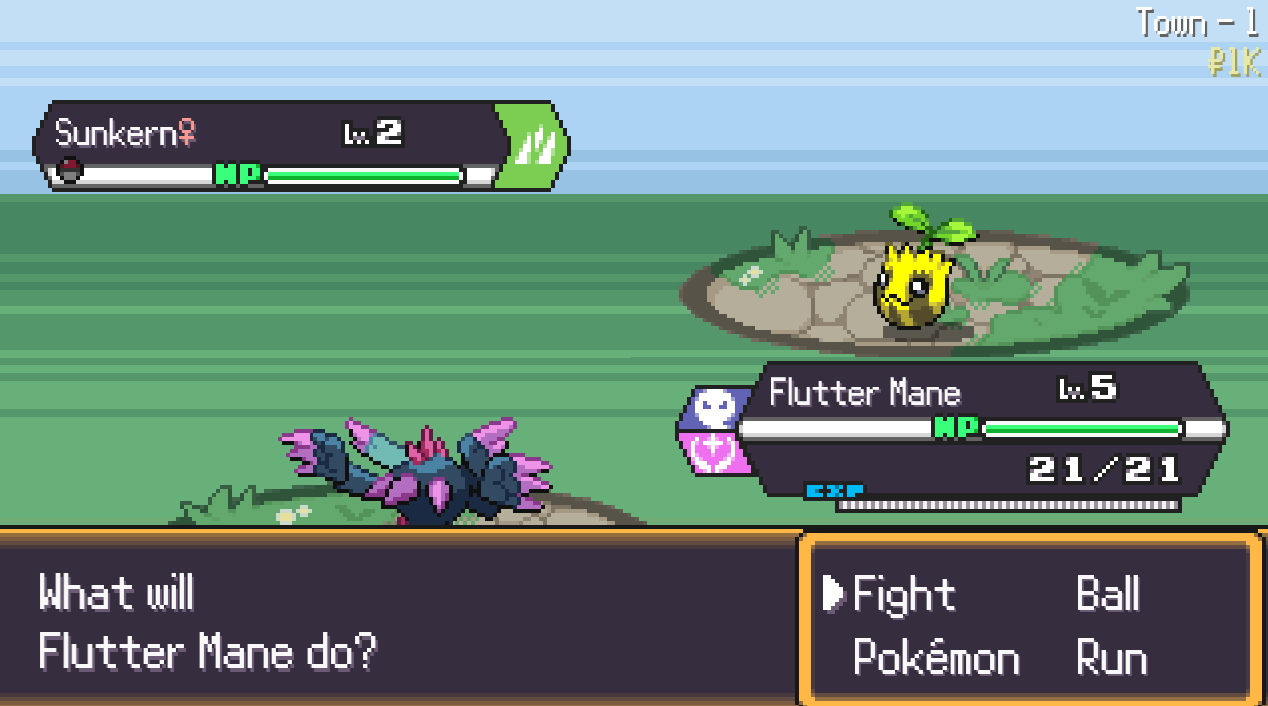 Town - 1
₽1K
Sunkern♀ Lv. 2
HP
Flutter Mane Lv. 5
HP
21/21
EXP
What will
Flutter Mane do?
Fight Ball
Pokémon Run